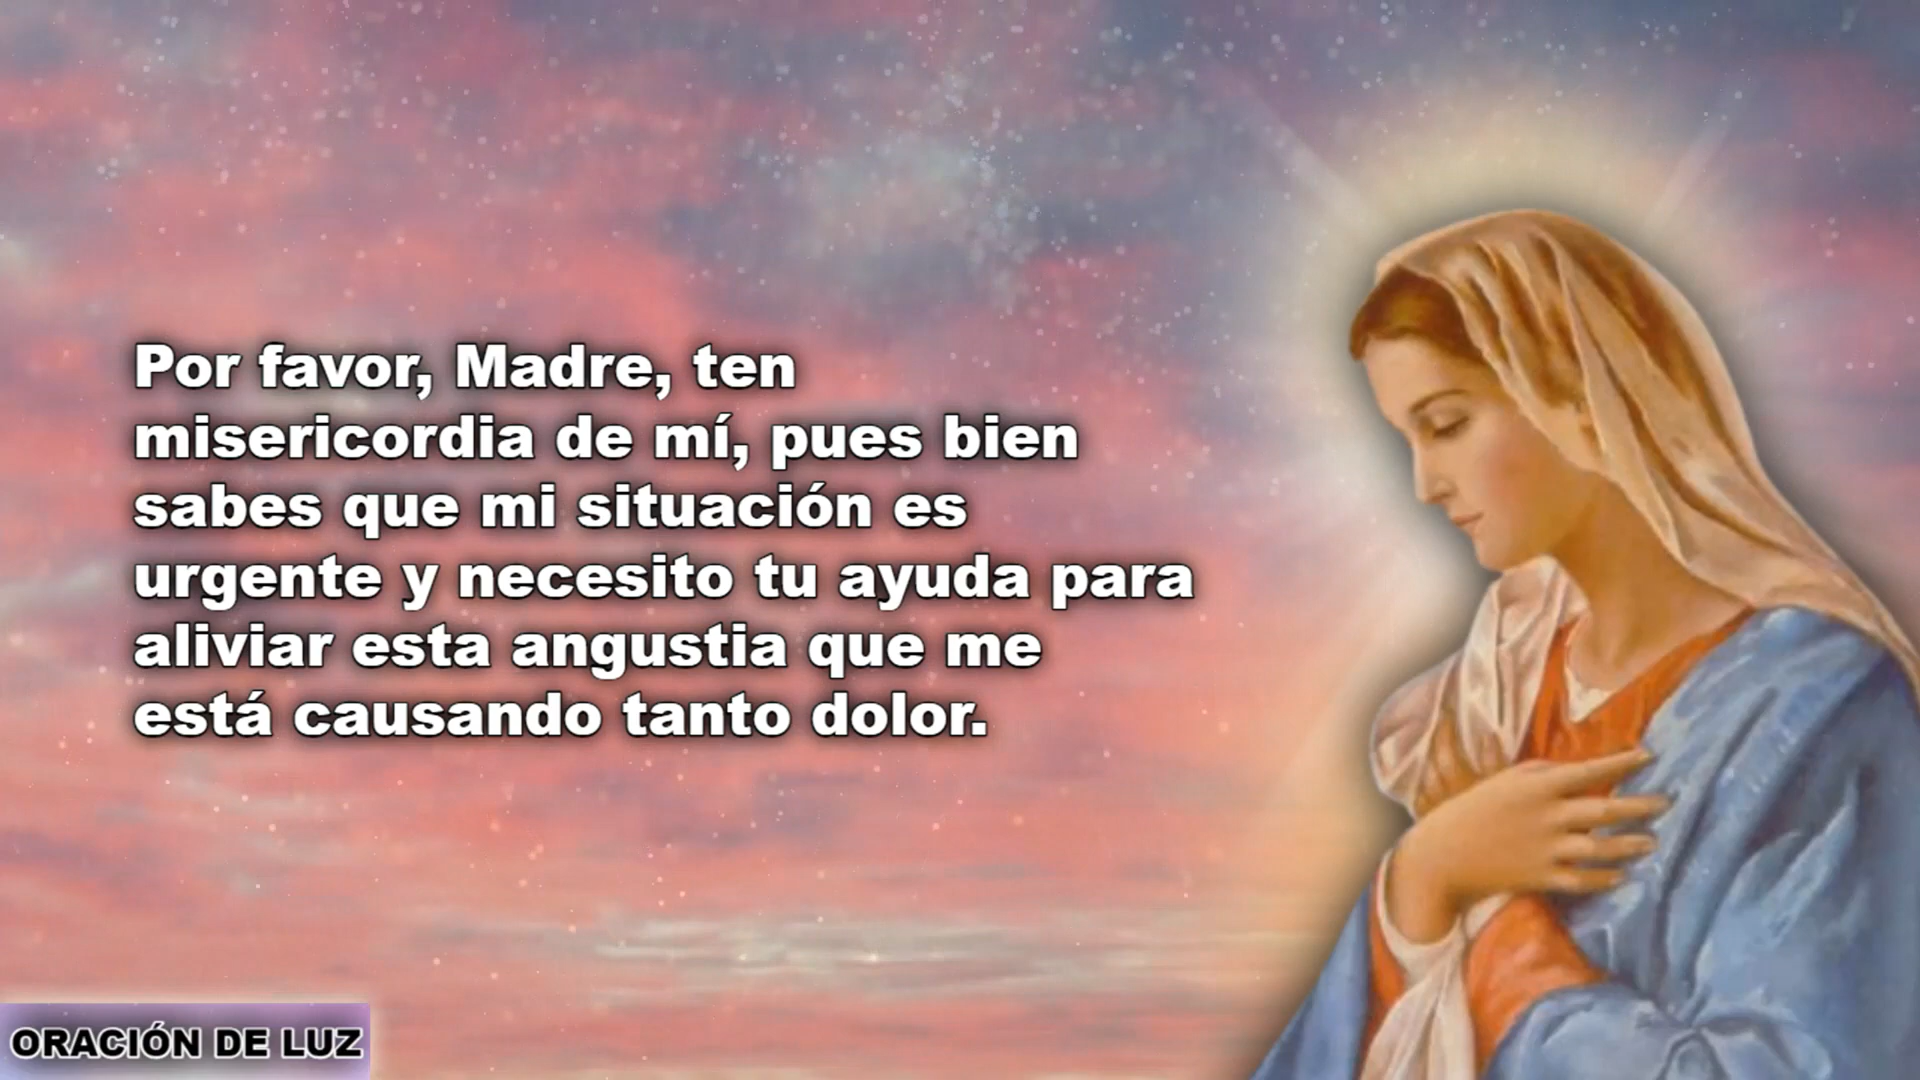 Por favor, Madre, ten
misericordia de mí, pues bien
sabes que mi situación es
urgente y necesito tu ayuda para
aliviar esta angustia que me
está causando tanto dolor.
ORACIÓN DE LUZ